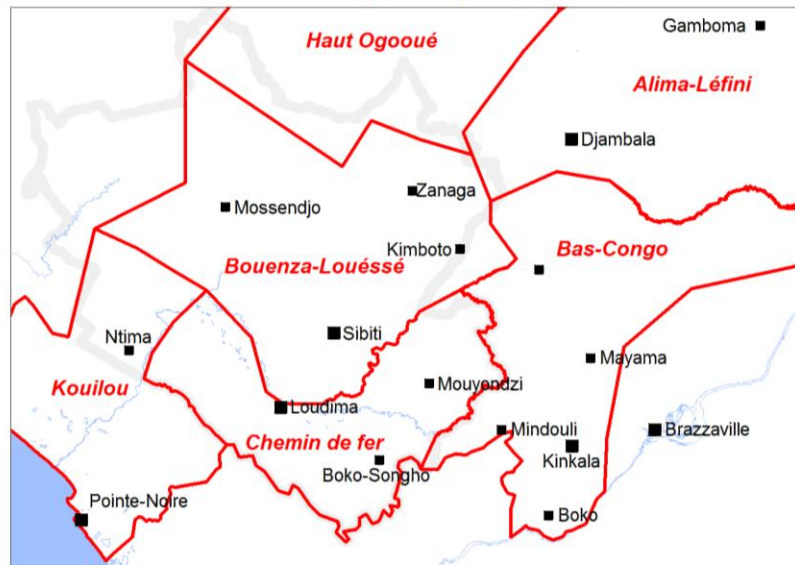 Gamboma
Haut Ogooué
Alima-Léfini
Djambala
Zanaga
Mossendjo
Kimboto
Bas-Congo
Bouenza-Louéssé
Ntima
Sibiti
Mayama
Kouilou
Mouyondzi
Loudima
Mindouli
Brazzaville
Chemin de fer
Kinkala
Boko-Songho
Pointe-Noire
Boko